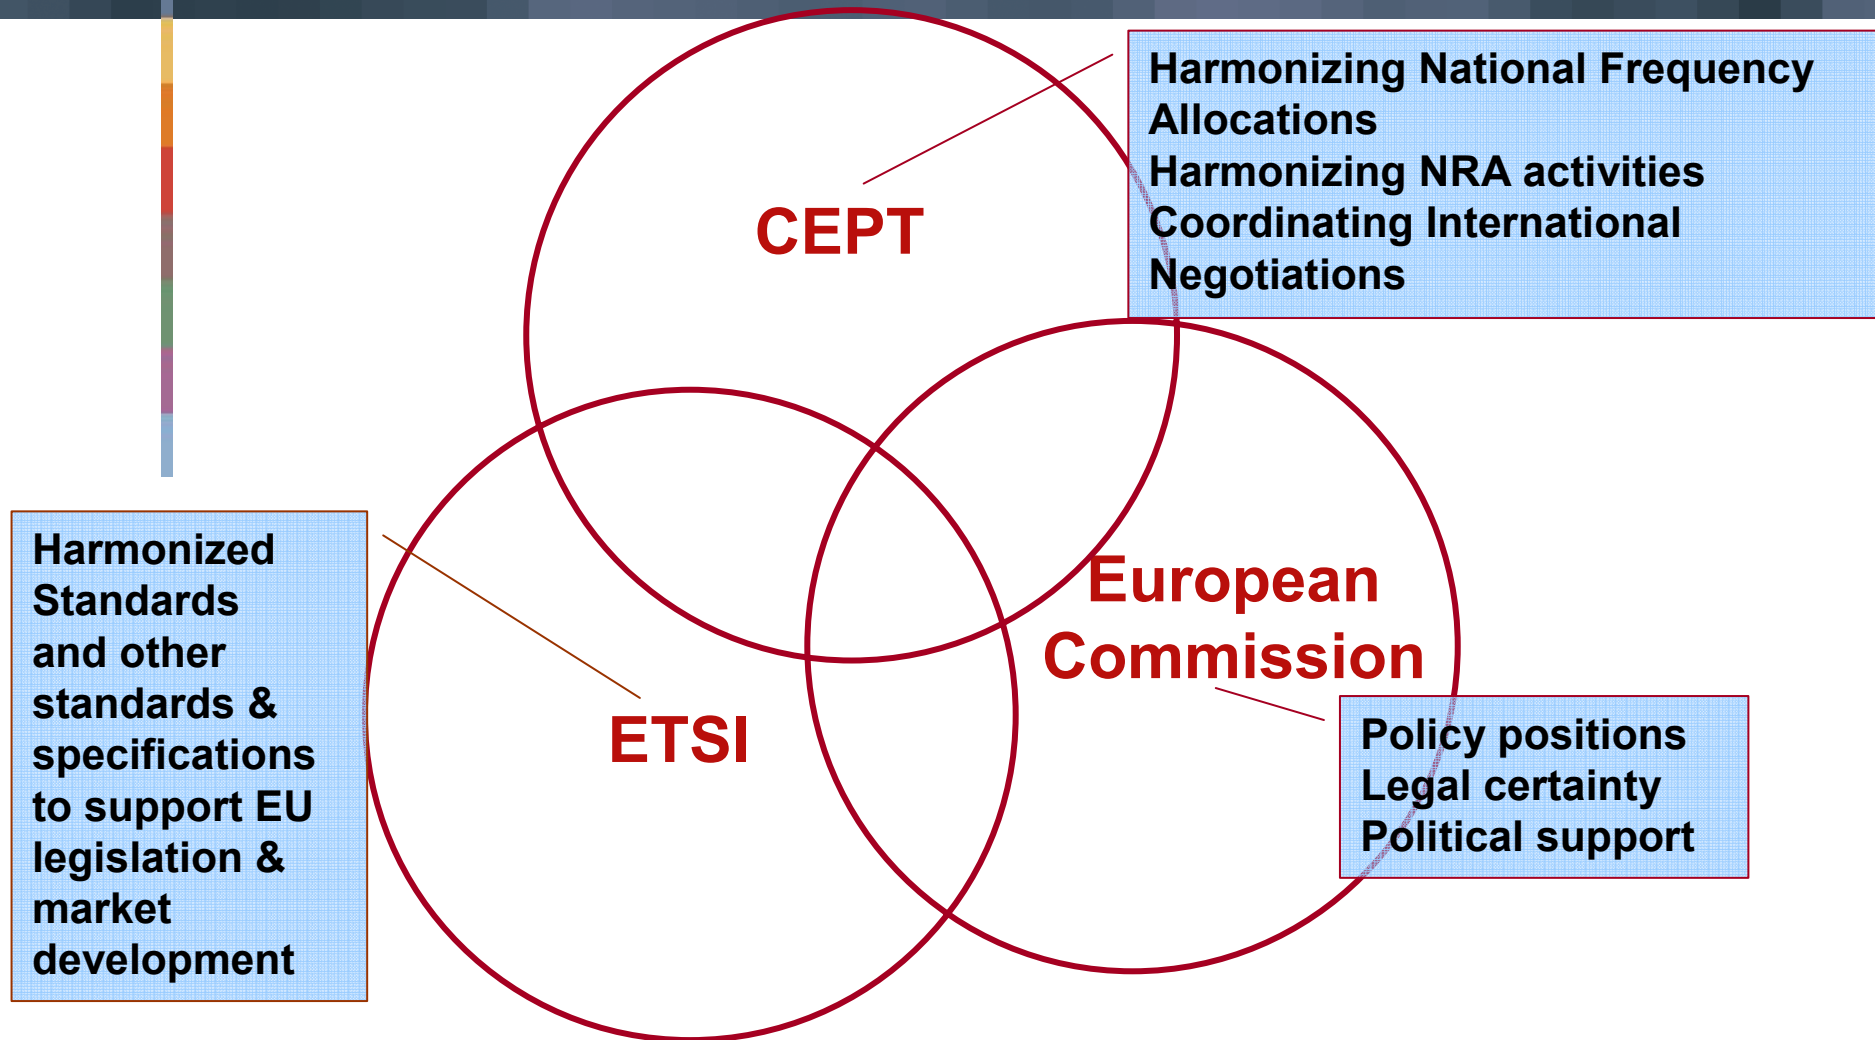 Harmonizing National Frequency
Allocations
Harmonizing NRA activities
Coordinating International
Negotiations
CEPT
European
Commission
Policy positions
Legal certainty
Political support
Harmonized
Standards
and other
standards &
specifications
to support EU
legislation &
market
development
ETSI